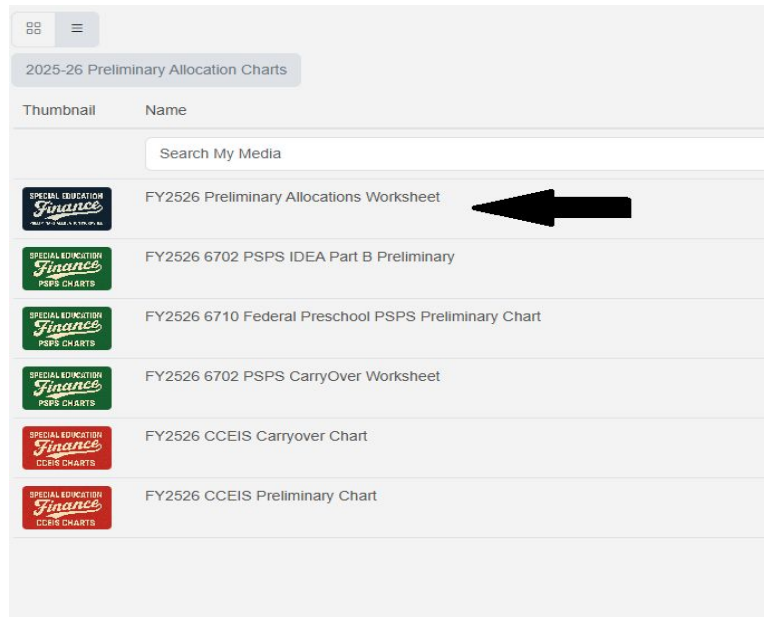 2025-26 Preliminary Allocation Charts
Thumbnail Name
Search My Media
SPECIAL EDUCATION
Finance
FY2526 Preliminary Allocations Worksheet
SPECIAL EDUCATION
Finance
PSPS CHARTS
FY2526 6702 PSPS IDEA Part B Preliminary
SPECIAL EDUCATION
Finance
PSPS CHARTS
FY2526 6710 Federal Preschool PSPS Preliminary Chart
SPECIAL EDUCATION
Finance
PSPS CHARTS
FY2526 6702 PSPS CarryOver Worksheet
SPECIAL EDUCATION
Finance
CCEIS CHARTS
FY2526 CCEIS Carryover Chart
SPECIAL EDUCATION
Finance
CCEIS CHARTS
FY2526 CCEIS Preliminary Chart